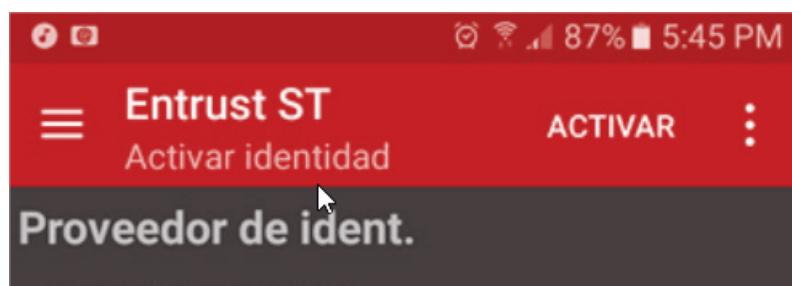 87% 5:45 PM
Entrust ST
Activar identidad
ACTIVAR
Proveedor de ident.